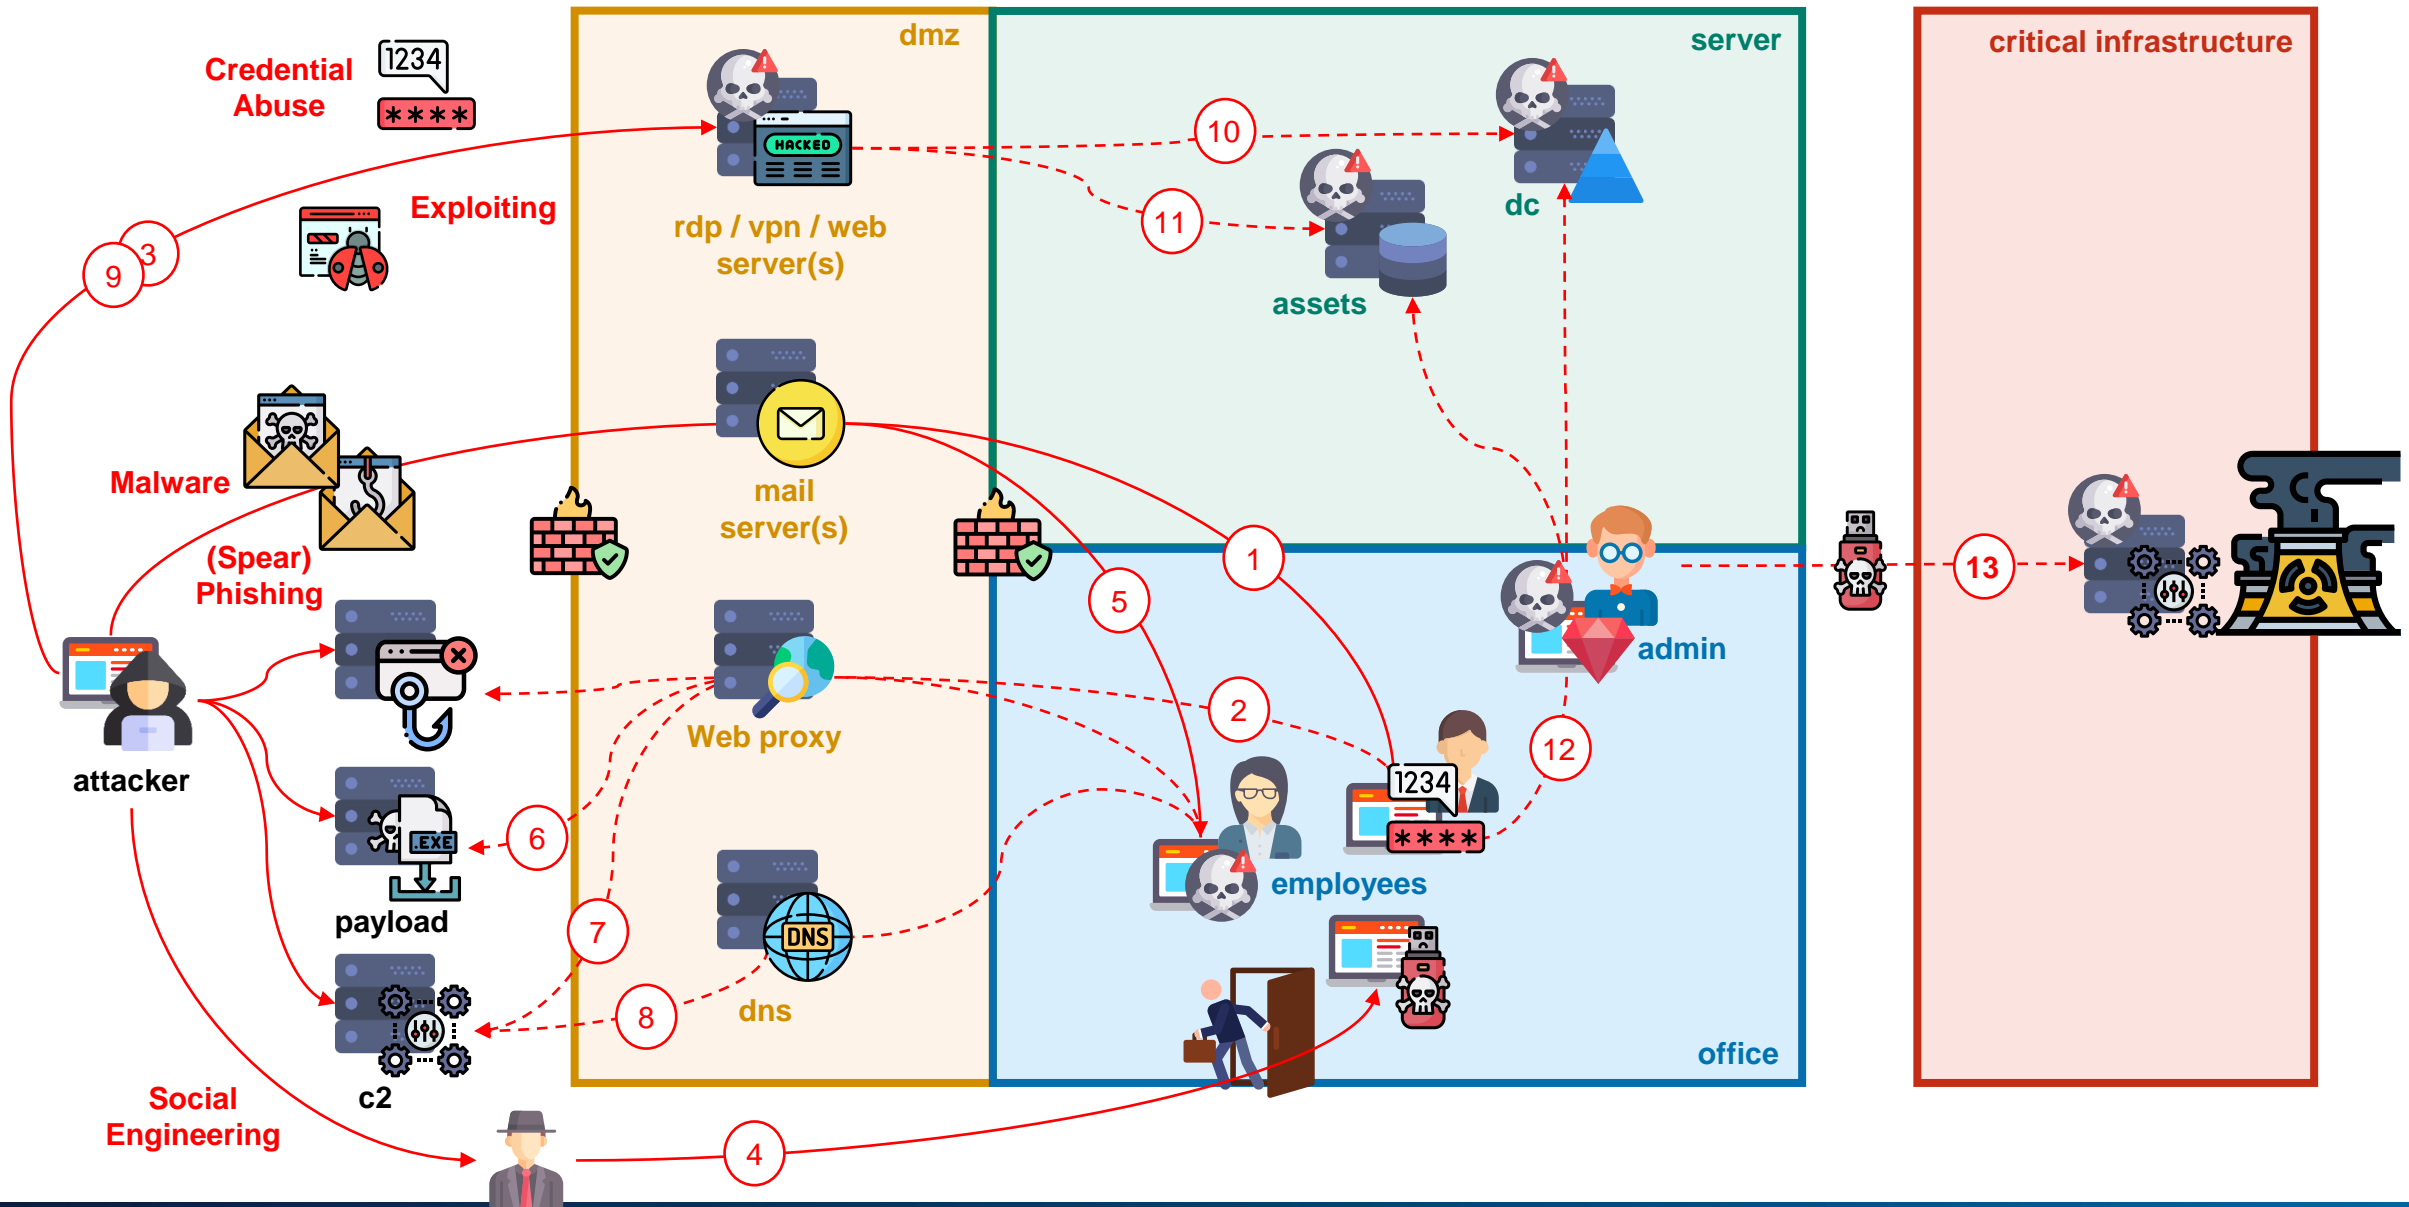 dmz
server
critical infrastructure
Credential
Abuse
1234
****
HACKED
10
Exploiting
rdp / vpn / web
server(s)
11
dc
assets
3
9
Malware
mail
server(s)
(Spear)
Phishing
1
5
13
admin
Web proxy
2
12
attacker
1234
****
6
.EXE
payload
employees
7
DNS
dns
8
c2
office
Social
Engineering
4